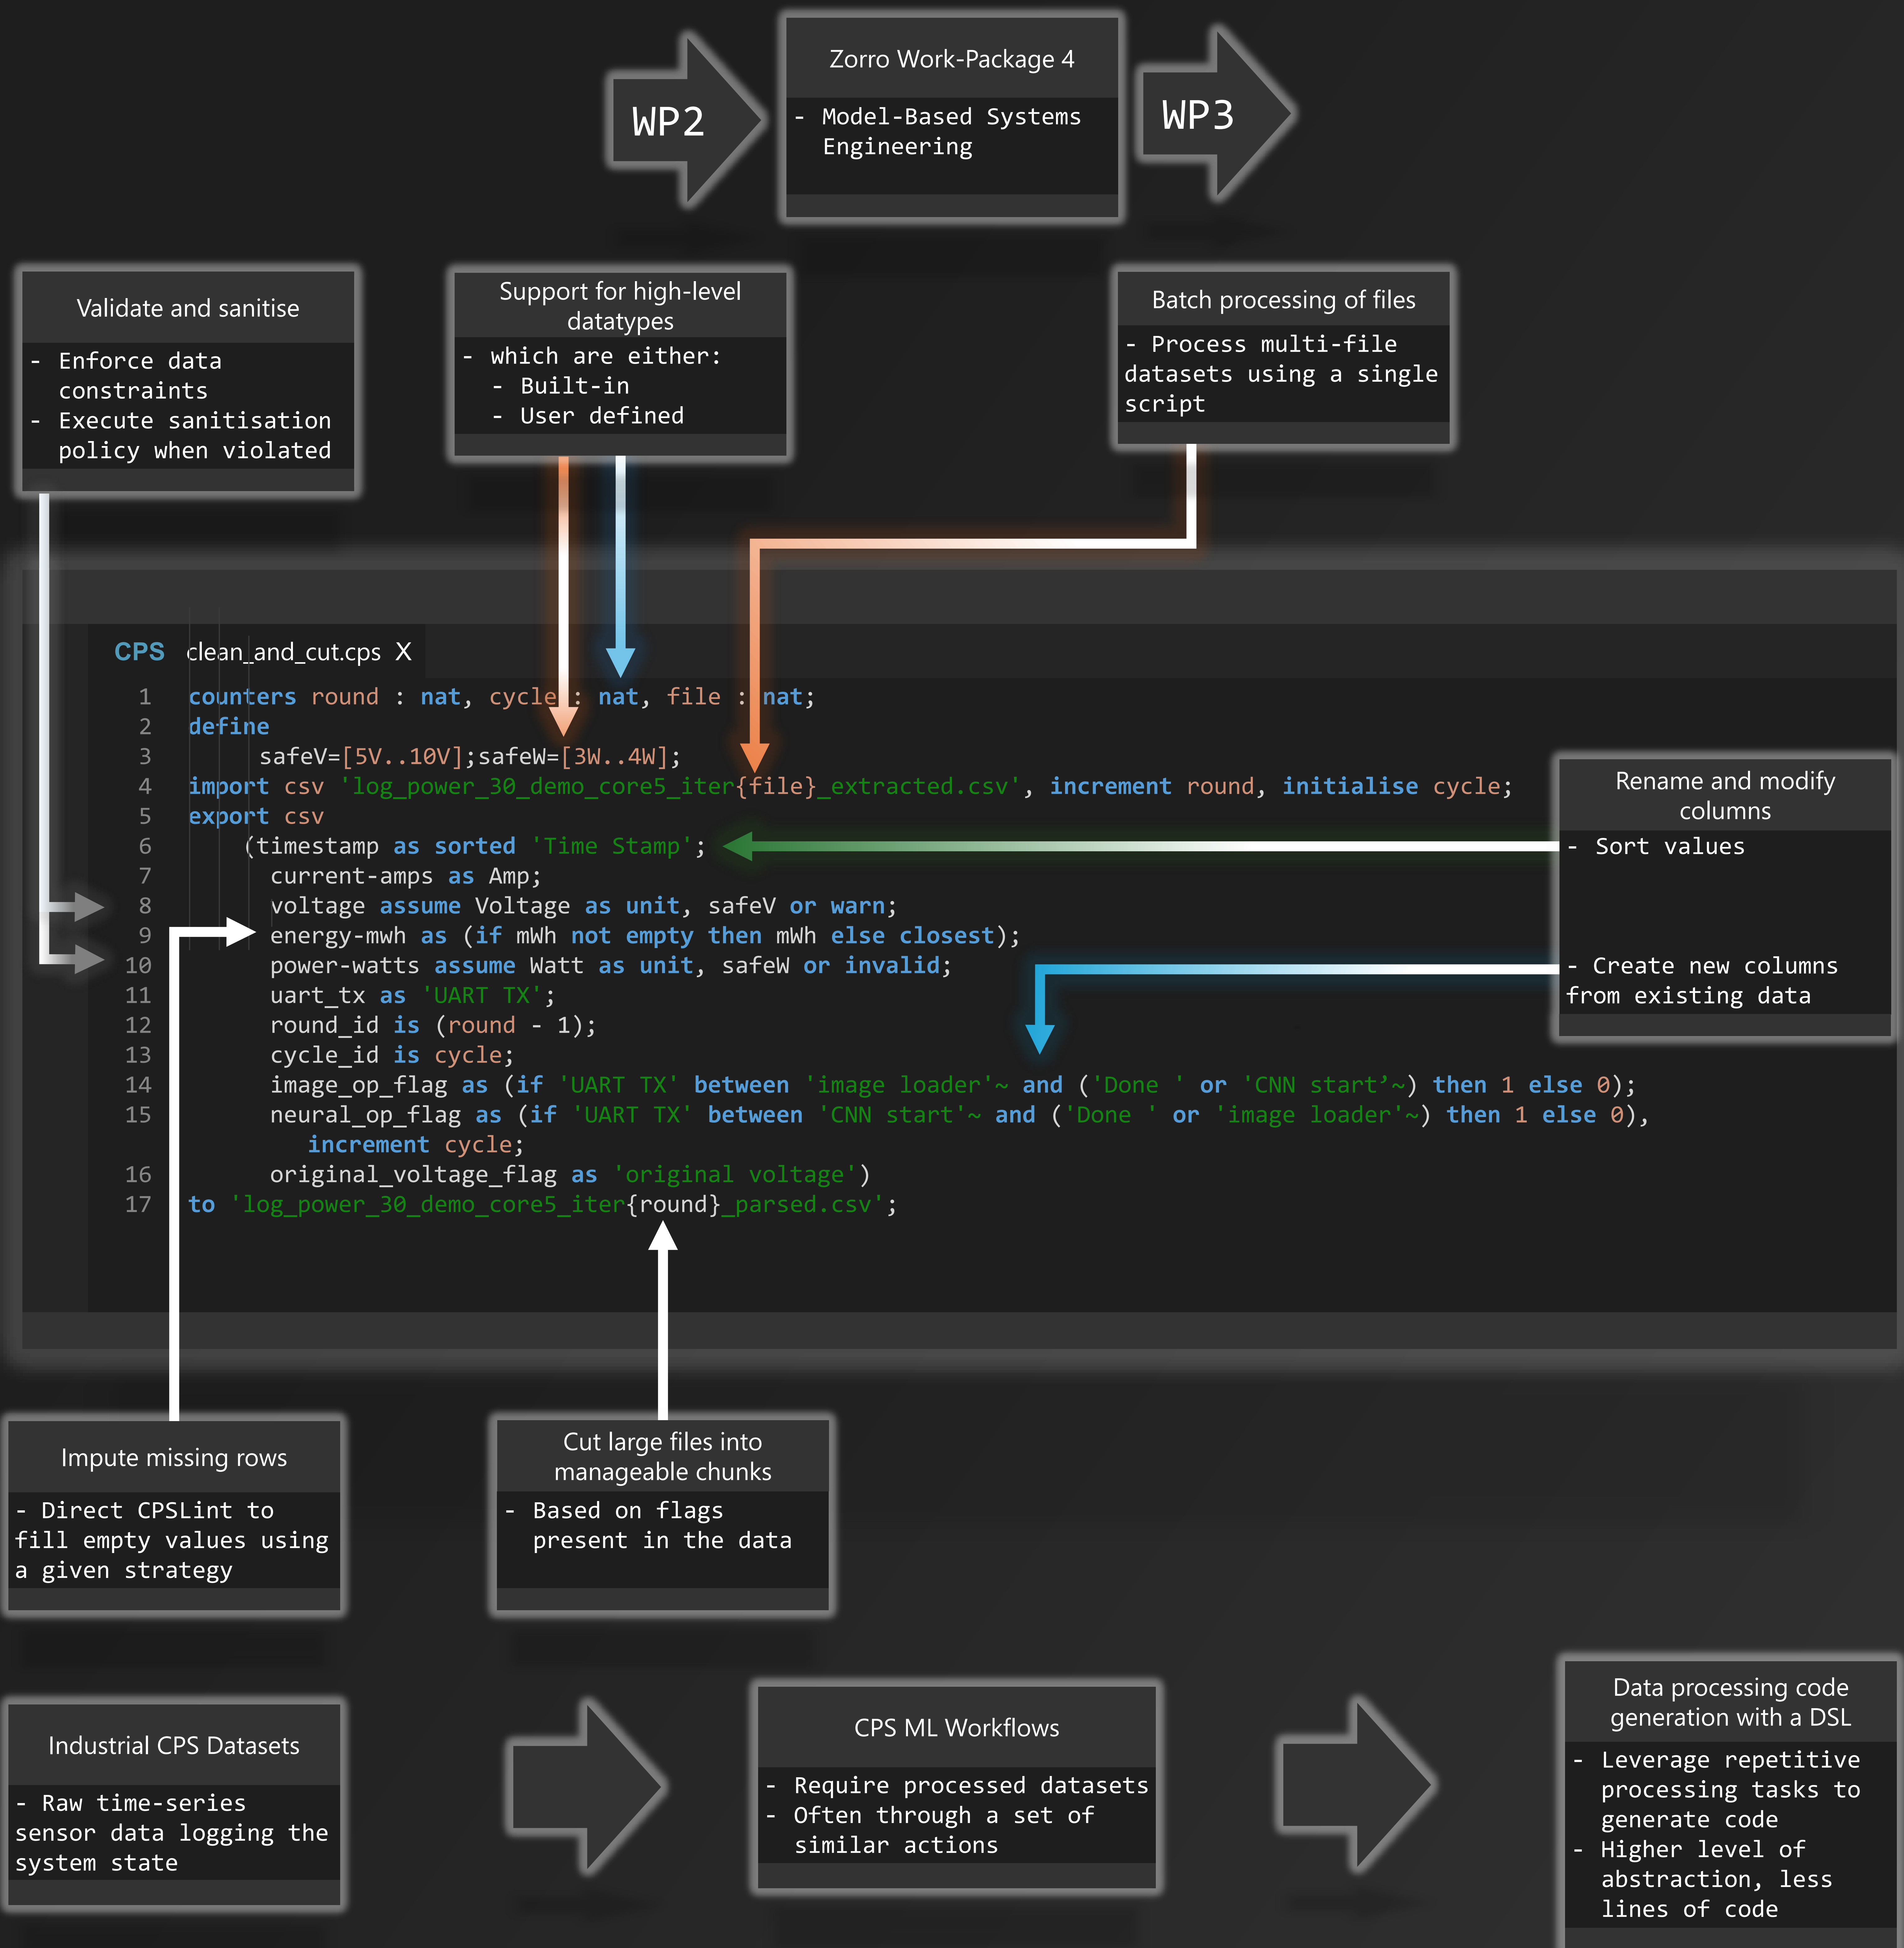 WP2
Zorro Work-Package 4
- Model-Based Systems
Engineering
WP3
Validate and sanitise
- Enforce data
constraints
- Execute sanitisation
policy when violated
Support for high-level
datatypes
- which are either:
- Built-in
- User defined
Batch processing of files
- Process multi-file
datasets using a single
script
CPS clean_and_cut.cps X
1 counters round : nat, cycle : nat, file : nat;
2 define
3 safeV=[5V..10V];safeW=[3W..4W];
4 import csv 'log_power_30_demo_core5_iter{file}_extracted.csv', increment round, initialise cycle;
5 export csv
6 (timestamp as sorted 'Time Stamp';
7 current-amps as Amp;
8 voltage assume Voltage as unit, safeV or warn;
9 energy-mwh as (if mWh not empty then mWh else closest);
10 power-watts assume Watt as unit, safeW or invalid;
11 uart_tx as 'UART TX';
12 round_id is (round - 1);
13 cycle_id is cycle;
14 image_op_flag as (if 'UART TX' between 'image loader'~ and ('Done ' or 'CNN start’~) then 1 else 0);
15 neural_op_flag as (if 'UART TX' between 'CNN start'~ and ('Done ' or 'image loader'~) then 1 else 0),
increment cycle;
16 original_voltage_flag as 'original voltage')
17 to 'log_power_30_demo_core5_iter{round}_parsed.csv';
Rename and modify
columns
- Sort values
- Create new columns
from existing data
Impute missing rows
- Direct CPSLint to
fill empty values using
a given strategy
Cut large files into
manageable chunks
- Based on flags
present in the data
Industrial CPS Datasets
- Raw time-series
sensor data logging the
system state
CPS ML Workflows
- Require processed datasets
- Often through a set of
similar actions
Data processing code
generation with a DSL
- Leverage repetitive
processing tasks to
generate code
- Higher level of
abstraction, less
lines of code